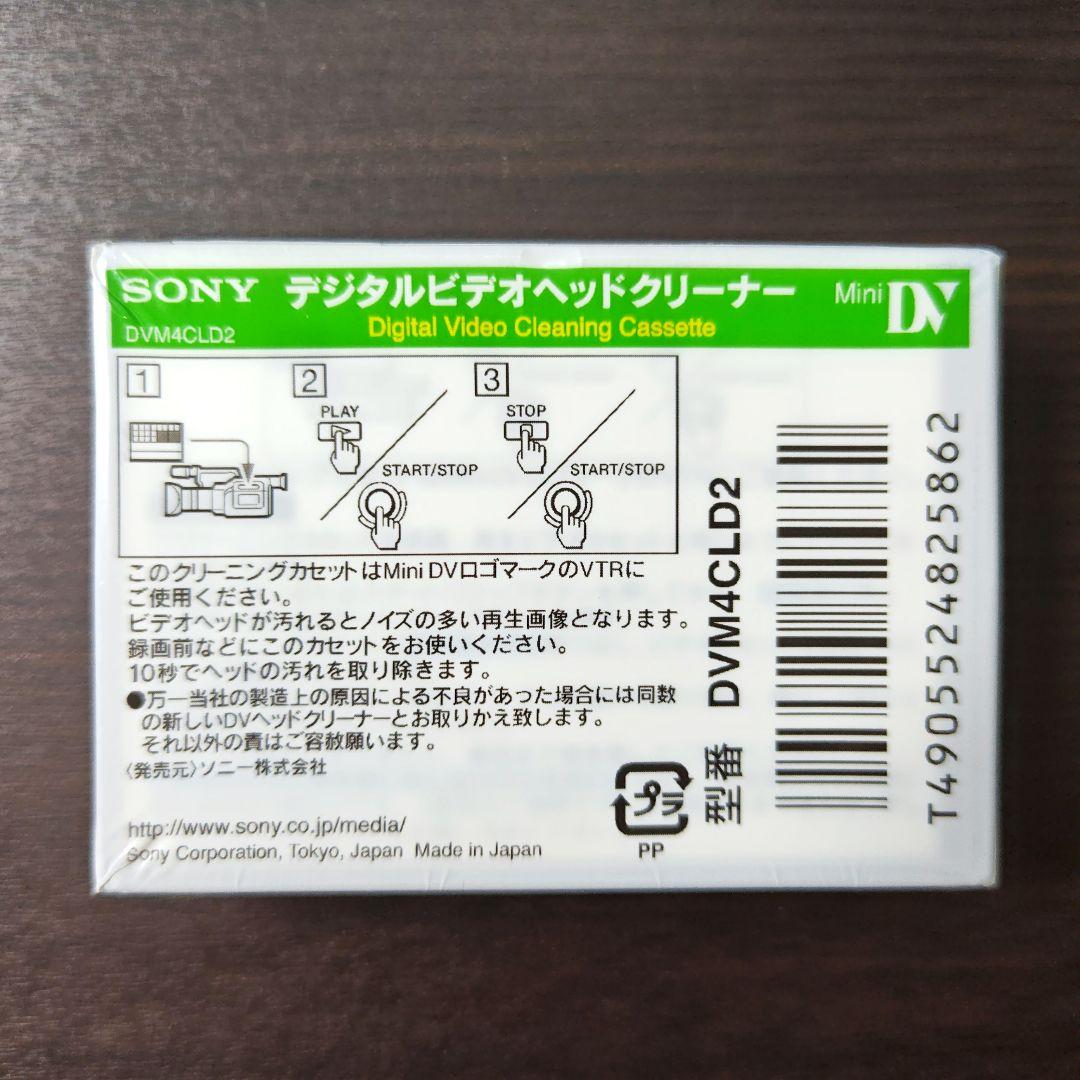 SONY デジタルビデオヘッドクリーナー Mini DV
DVM4CLD2 Digital Video Cleaning Cassette
1 2 3
PLAY STOP
START/STOP START/STOP
このクリーニングカセットはMini DVロゴマークのVTRに
ご使用ください。
ビデオヘッドが汚れるとノイズの多い再生画像となります。
録画前などにこのカセットをお使いください。
10秒でヘッドの汚れを取り除きます。
●万一当社の製造上の原因による不良があった場合には同数
の新しいDVヘッドクリーナーとお取りかえ致します。
それ以外の責はご容赦願います。
〈発売元〉ソニー株式会社
http://www.sony.co.jp/media/
Sony Corporation, Tokyo, Japan Made in Japan
プラ
PP
型番 DVM4CLD2
T4905524825862